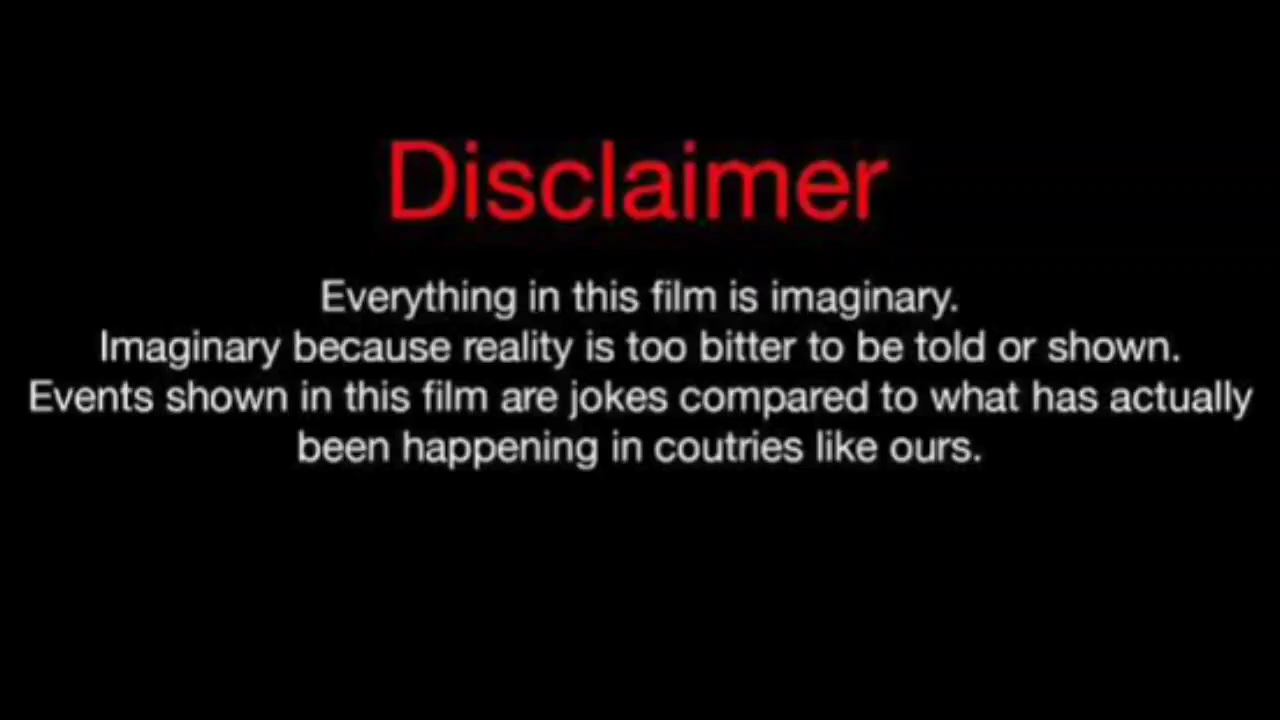 Disclaimer
Everything in this film is imaginary.
Imaginary because reality is too bitter to be told or shown.
Events shown in this film are jokes compared to what has actually
been happening in coutries like ours.